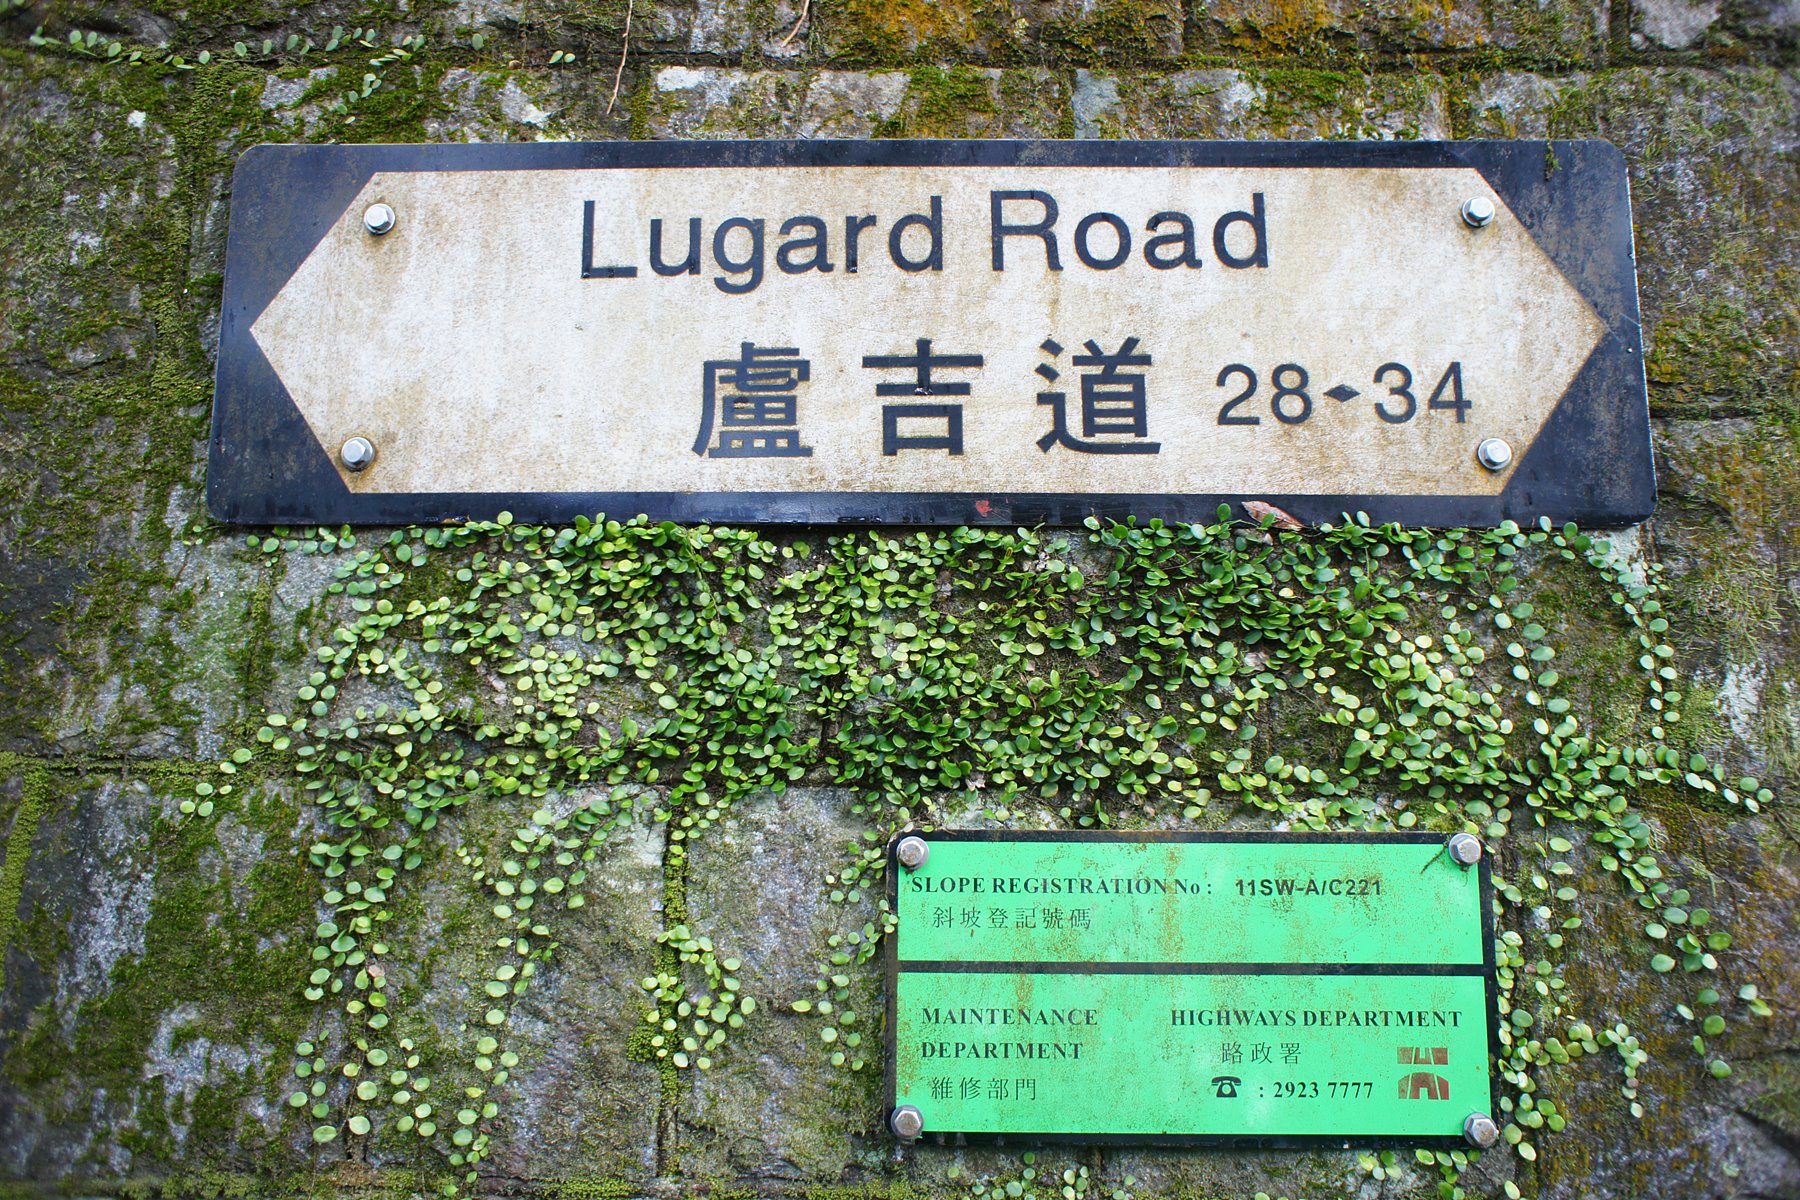 Lugard Road
盧吉道 28-34
SLOPE REGISTRATION No : 11SW-A/C221
斜坡登記號碼
MAINTENANCE HIGHWAYS DEPARTMENT
DEPARTMENT 路政署
維修部門 ☎ : 2923 7777